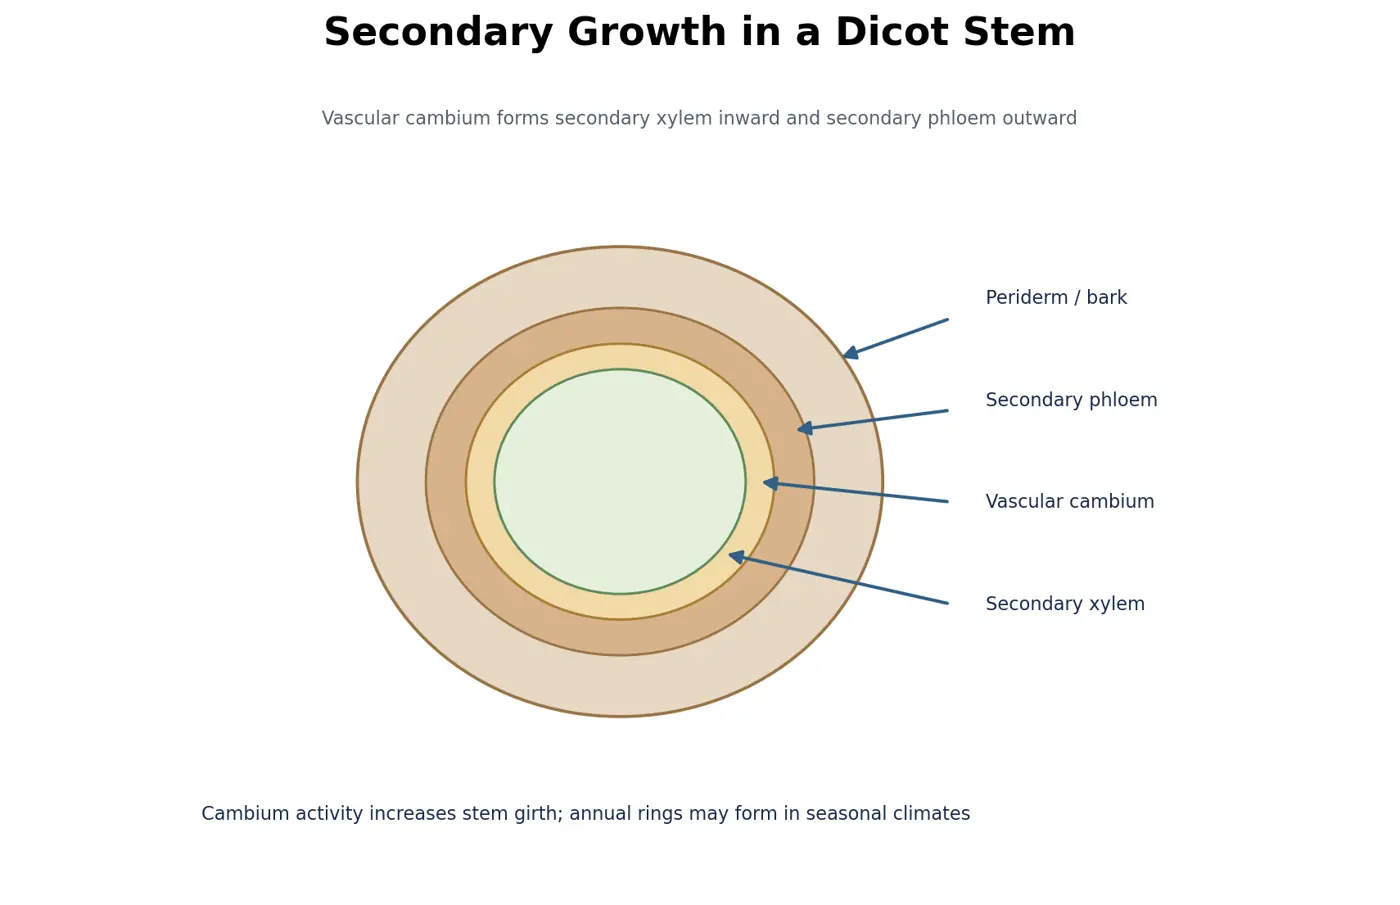 Secondary Growth in a Dicot Stem
Vascular cambium forms secondary xylem inward and secondary phloem outward
Periderm / bark
Secondary phloem
Vascular cambium
Secondary xylem
Cambium activity increases stem girth; annual rings may form in seasonal climates